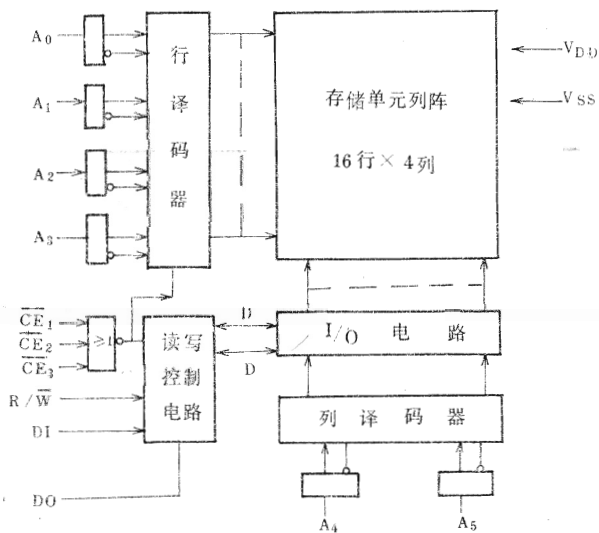 A0
A1
A2
A3
行译码器
存储单元列阵
16行×4列
VDD
VSS
CE1
CE2
CE3
≥1
R/W
DI
DO
读写
控制
电路
D
D
I/O 电路
列译码器
A4
A5